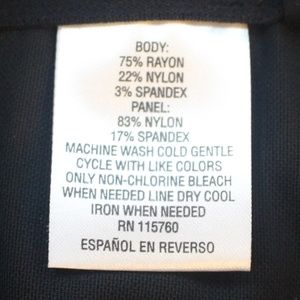 BODY:
75% RAYON
22% NYLON
3% SPANDEX
PANEL:
83% NYLON
17% SPANDEX
MACHINE WASH COLD GENTLE
CYCLE WITH LIKE COLORS
ONLY NON-CHLORINE BLEACH
WHEN NEEDED LINE DRY COOL
IRON WHEN NEEDED
RN 115760
ESPAÑOL EN REVERSO